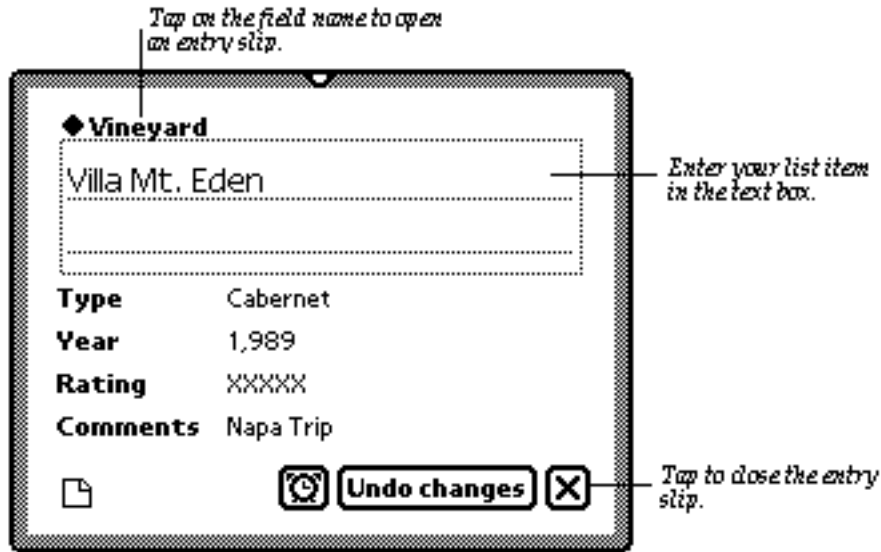 Tap on the field name to open
an entry slip.
Vineyard
Villa Mt. Eden
Enter your list item
in the text box.
Type Cabernet
Year 1,989
Rating XXXXX
Comments Napa Trip
Undo changes
Tap to close the entry
slip.